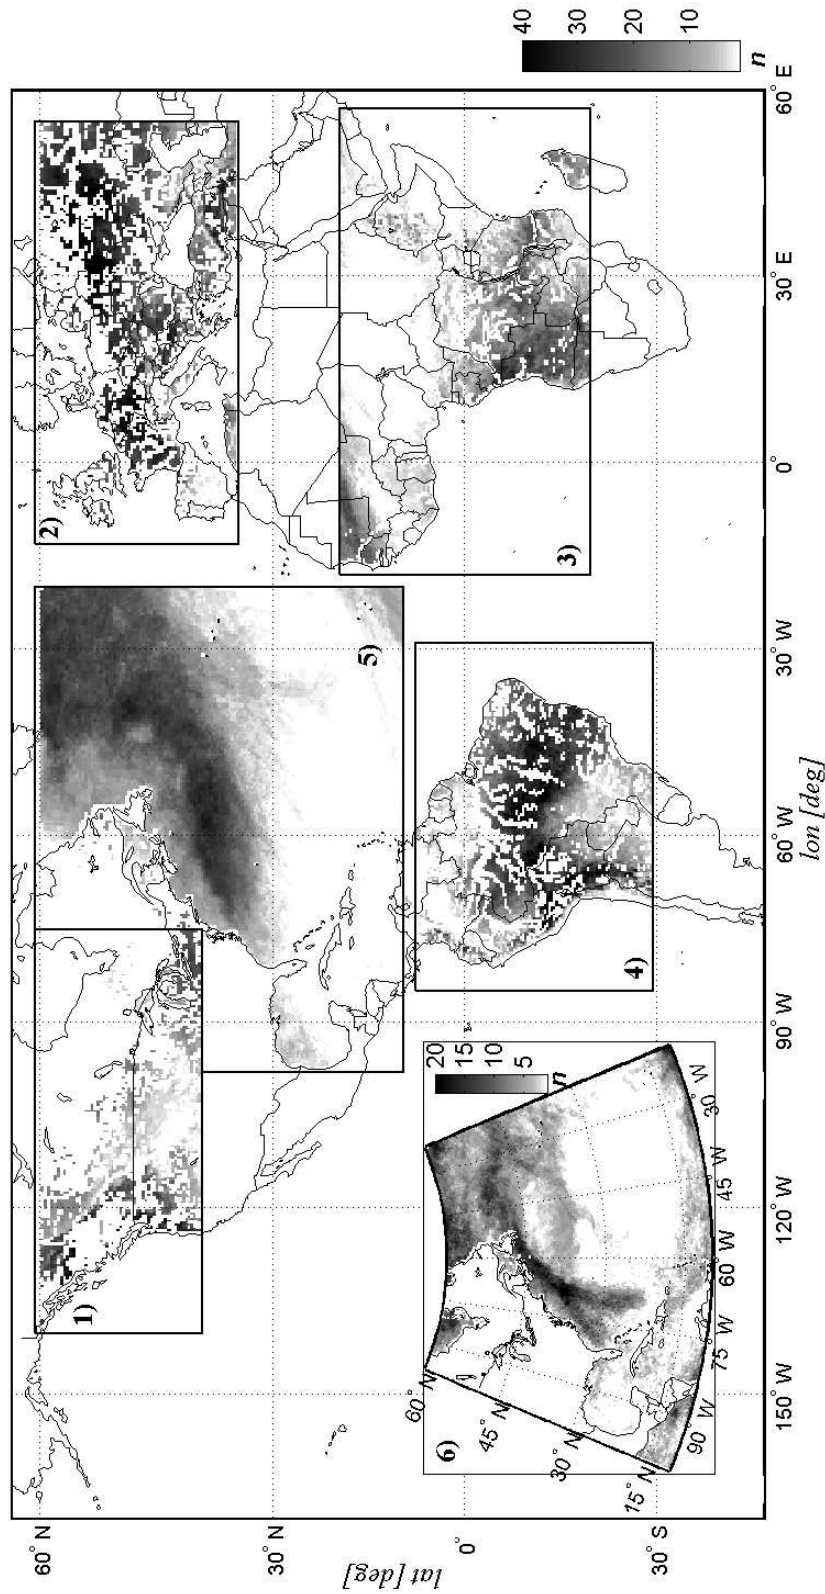 60° N
30° N
0°
30° S
lat [deg]
150° W
120° W
90° W
60° W
30° W
0°
30° E
60° E
lon [deg]
1)
2)
3)
4)
5)
6)
40
30
20
10
n
20
15
10
5
n
60° N
45° N
30° N
15° N
90° W
75° W
60° W
45° W
30° W